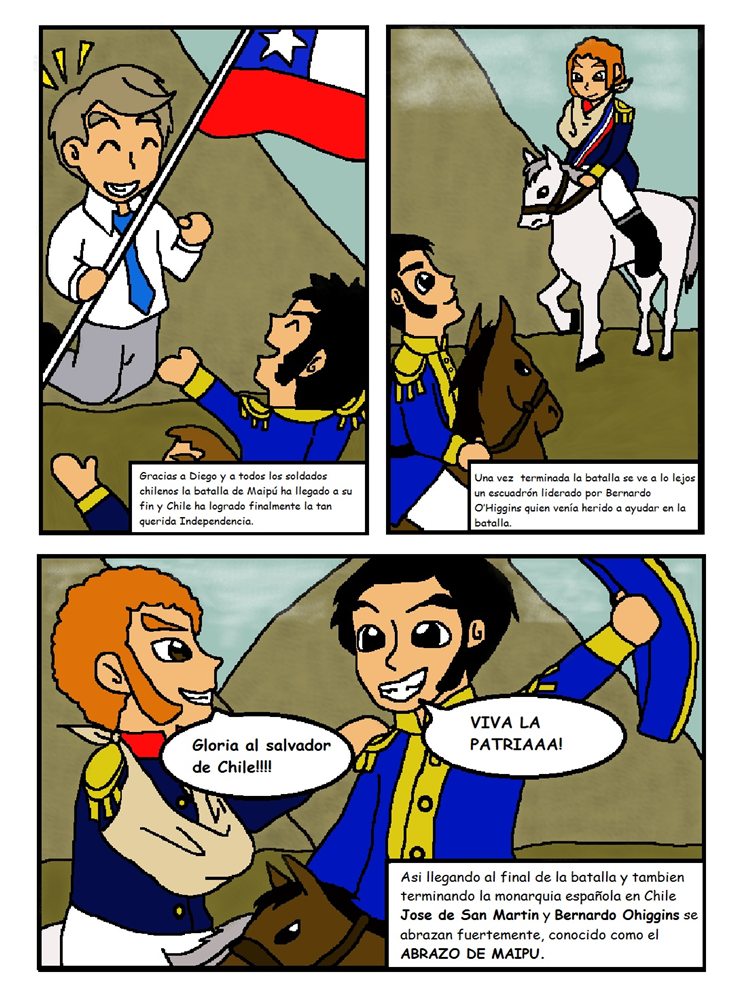 Gracias a Diego y a todos los soldados
chilenos la batalla de Maipú ha llegado a su
fin y Chile ha logrado finalmente la tan
querida Independencia.
Una vez terminada la batalla se ve a lo lejos
un escuadrón liderado por Bernardo
O'Higgins quien venía herido a ayudar en la
batalla.
Gloria al salvador
de Chile!!!!
VIVA LA
PATRIAAA!
Asi llegando al final de la batalla y tambien
terminando la monarquia española en Chile
Jose de San Martin y Bernardo Ohiggins se
abrazan fuertemente, conocido como el
ABRAZO DE MAIPU.